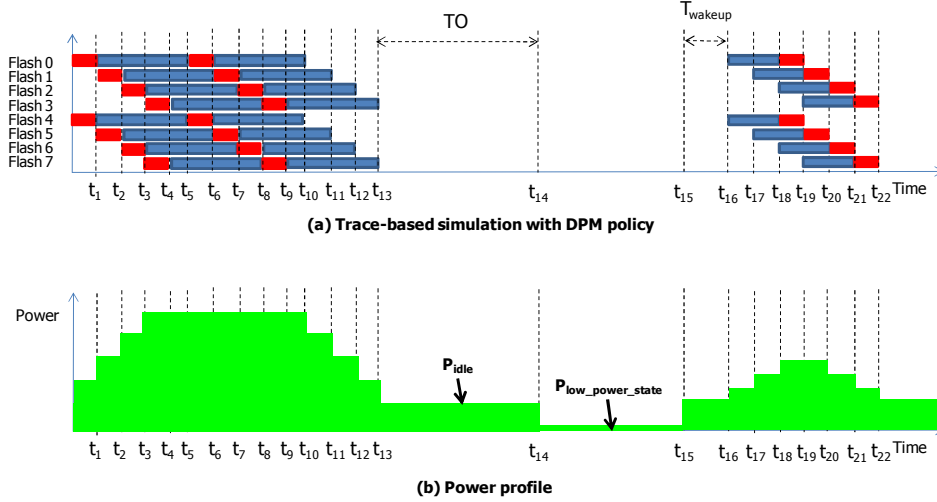 TO
T_wakeup
Flash 0
Flash 1
Flash 2
Flash 3
Flash 4
Flash 5
Flash 6
Flash 7
t1 t2 t3 t4 t5 t6 t7 t8 t9 t10 t11 t12 t13 t14 t15 t16 t17 t18 t19 t20 t21 t22 Time
(a) Trace-based simulation with DPM policy
Power
P_idle
P_low_power_state
t1 t2 t3 t4 t5 t6 t7 t8 t9 t10 t11 t12 t13 t14 t15 t16 t17 t18 t19 t20 t21 t22 Time
(b) Power profile